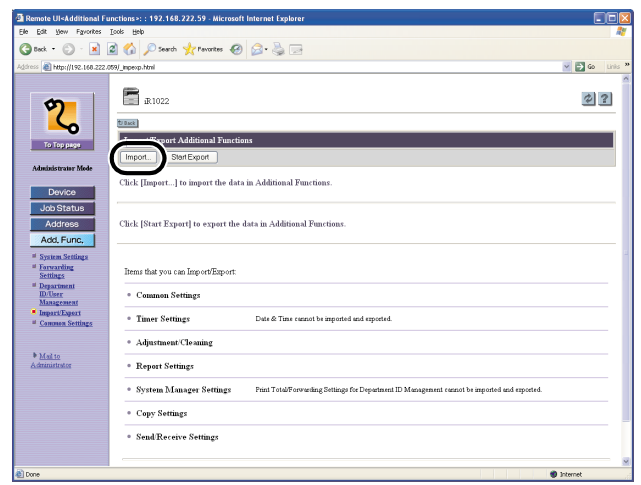 Remote UI<Additional Functions>: : 192.168.222.59 - Microsoft Internet Explorer
File Edit View Favorites Tools Help
Back Search Favorites
Address http://192.168.222.059/_impexp.html Go Links »
iR1022
Back
To Top page
Administrator Mode
Device
Job Status
Address
Add. Func.
System Settings
Forwarding
Settings
Department
ID/User
Management
Import/Export
Common Settings
Mail to
Administrator
Import/Export Additional Functions
Import... Start Export
Click [Import...] to import the data in Additional Functions.
Click [Start Export] to export the data in Additional Functions.
Items that you can Import/Export:
Common Settings
Timer Settings Date & Time cannot be imported and exported.
Adjustment/Cleaning
Report Settings
System Manager Settings Print Total/Forwarding Settings for Department ID Management cannot be imported and exported.
Copy Settings
Send/Receive Settings
Done Internet